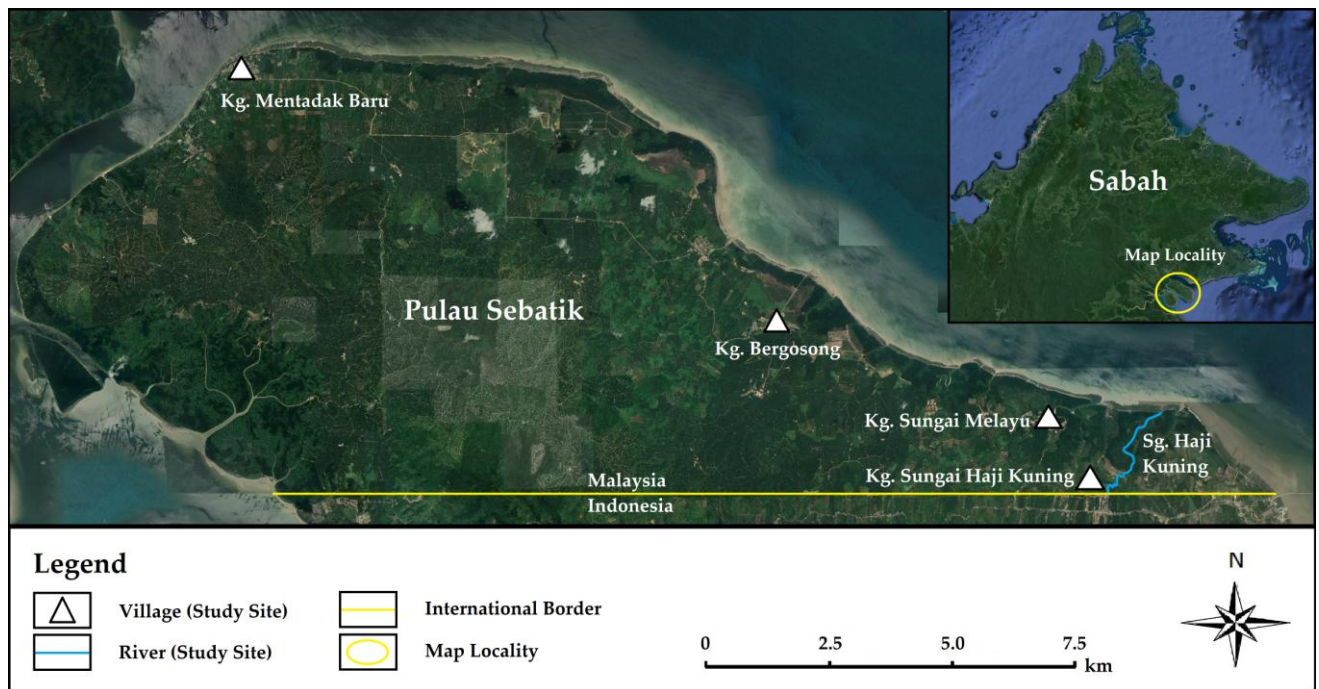 Kg. Mentadak Baru
Sabah
Map Locality
Pulau Sebatik
Kg. Bergosong
Kg. Sungai Melayu
Sg. Haji
Kuning
Kg. Sungai Haji Kuning
Malaysia
Indonesia
Legend
Village (Study Site)
River (Study Site)
International Border
Map Locality
0 2.5 5.0 7.5
km
N